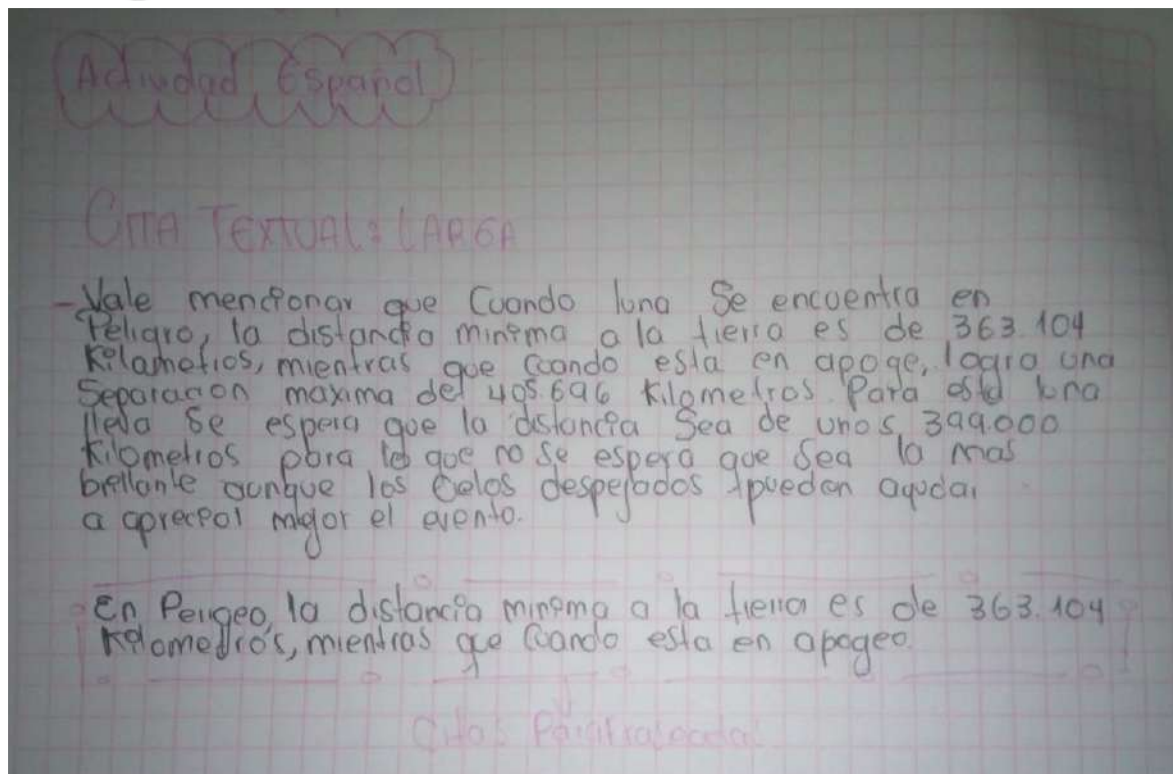 Actividad Español
CITA TEXTUAL: LARGA
- Vale mencionar que Cuando luna Se encuentra en
Peligro, la distancia minima a la tierra es de 363.104
Kilametros, mientras que cuando esta en apoge, logra una
Separacion maxima del 405.696 Kilometros. Para esta luna
llena Se espera que la distancia Sea de unos 399.000
Kilometros para lo que no se espera que sea la mas
brillante aunque los Cielos despejados pueden ayudar
a apreciar mejor el evento.
En Perigeo, la distancia minima a la tierra es de 363.104
Kilometros, mientras que cuando esta en apogeo.
Citas Parafraseadas